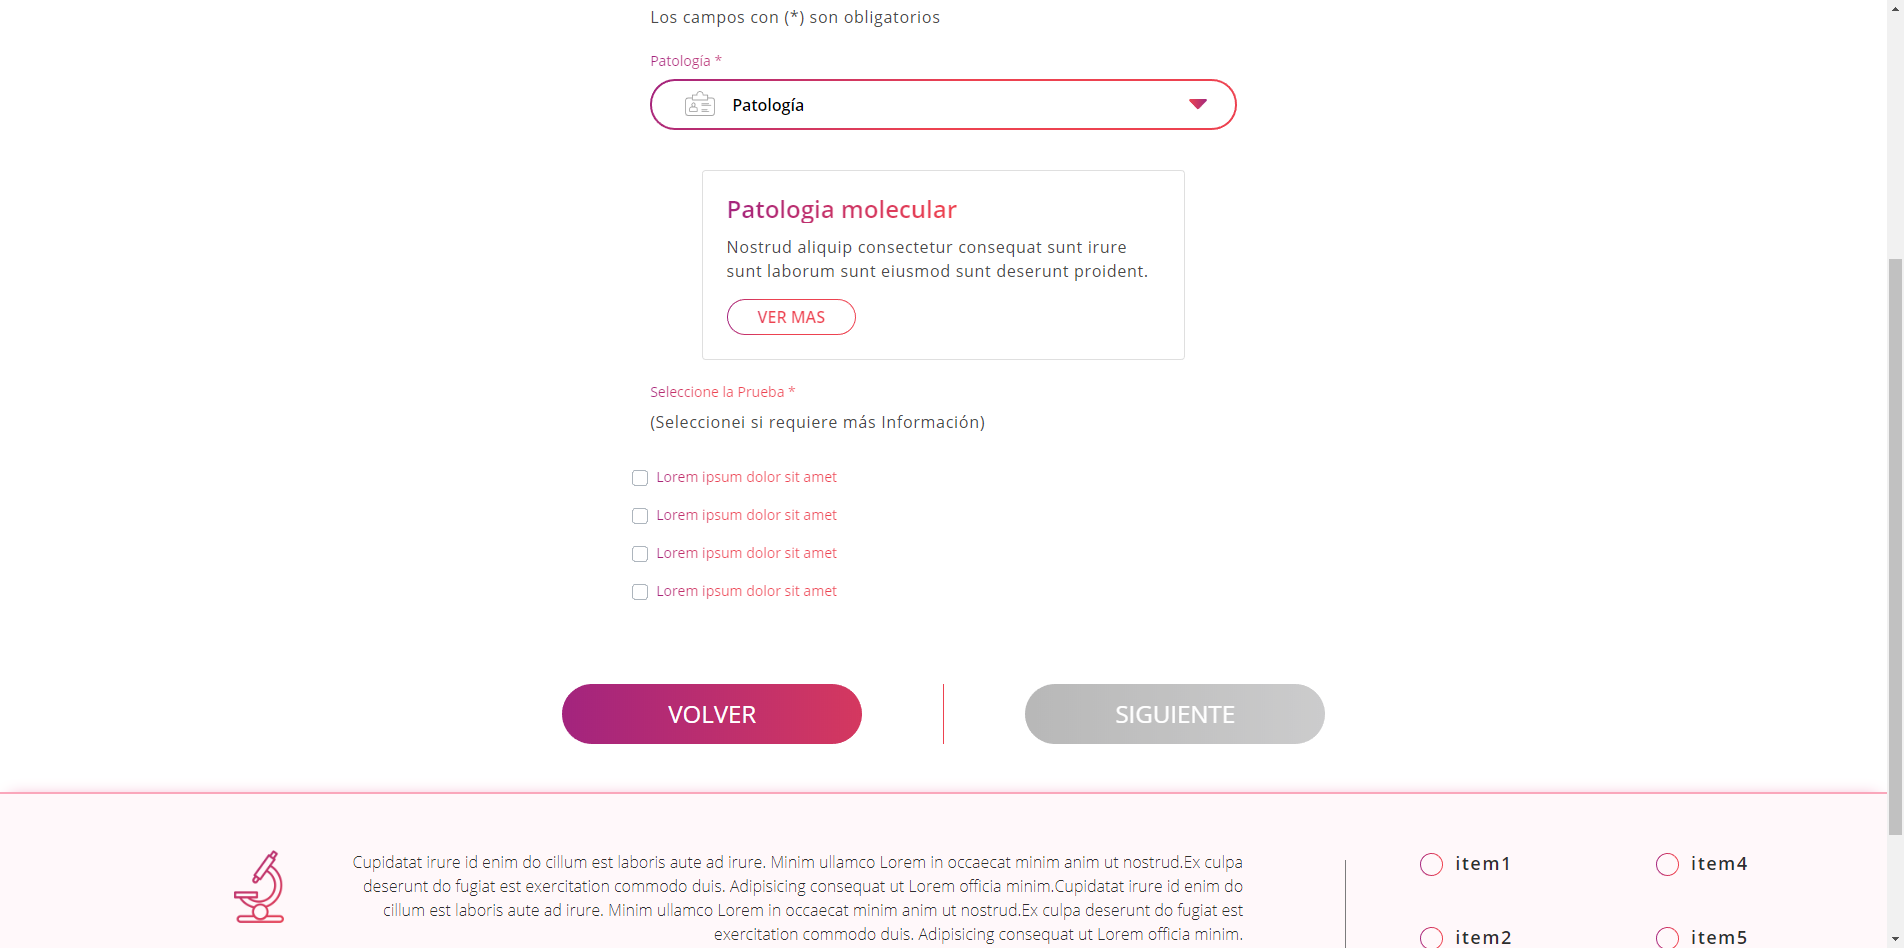 Los campos con (*) son obligatorios
Patología *
Patología
Patologia molecular
Nostrud aliquip consectetur consequat sunt irure
sunt laborum sunt eiusmod sunt deserunt proident.
VER MAS
Seleccione la Prueba *
(Seleccionei si requiere más Información)
Lorem ipsum dolor sit amet
Lorem ipsum dolor sit amet
Lorem ipsum dolor sit amet
Lorem ipsum dolor sit amet
VOLVER
SIGUIENTE
Cupidatat irure id enim do cillum est laboris aute ad irure. Minim ullamco Lorem in occaecat minim anim ut nostrud.Ex culpa
deserunt do fugiat est exercitation commodo duis. Adipisicing consequat ut Lorem officia minim.Cupidatat irure id enim do
cillum est laboris aute ad irure. Minim ullamco Lorem in occaecat minim anim ut nostrud.Ex culpa deserunt do fugiat est
exercitation commodo duis. Adipisicing consequat ut Lorem officia minim.
item1
item4
item2
item5